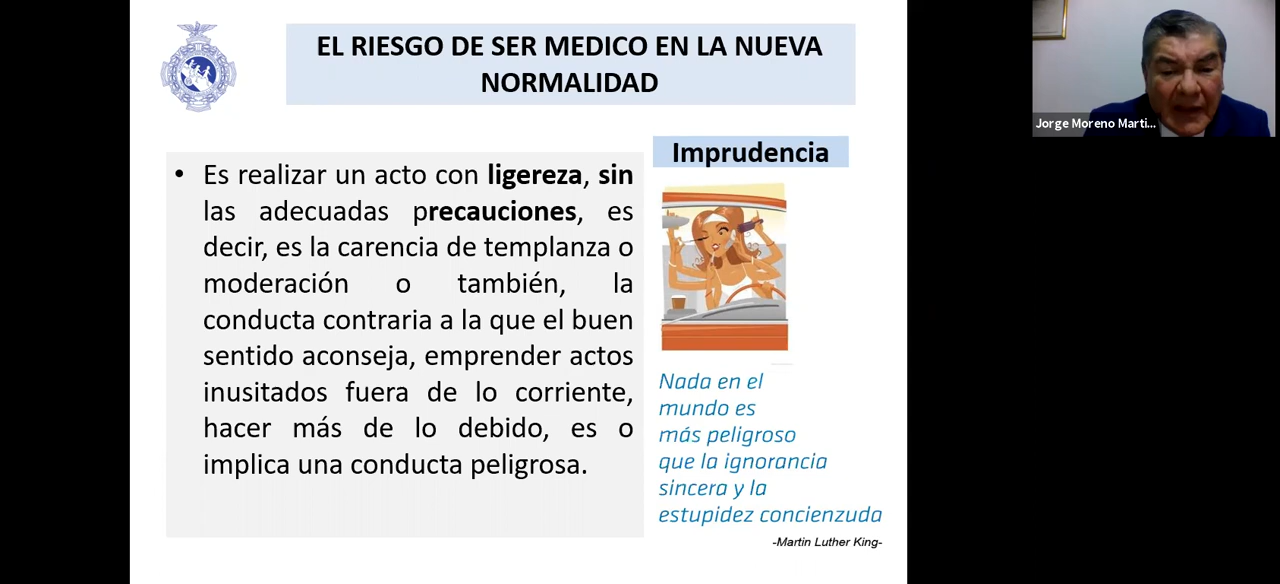 EL RIESGO DE SER MEDICO EN LA NUEVA
NORMALIDAD
Jorge Moreno Marti...
Imprudencia
• Es realizar un acto con ligereza, sin
las adecuadas precauciones, es
decir, es la carencia de templanza o
moderación o también, la
conducta contraria a la que el buen
sentido aconseja, emprender actos
inusitados fuera de lo corriente,
hacer más de lo debido, es o
implica una conducta peligrosa.
Nada en el
mundo es
más peligroso
que la ignorancia
sincera y la
estupidez concienzuda
-Martin Luther King-